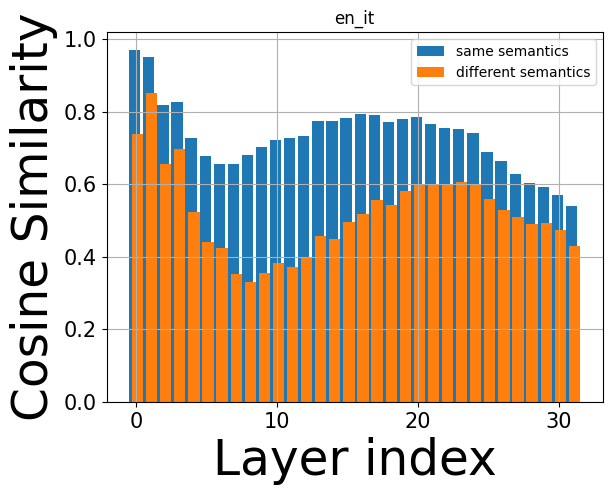 en_it
same semantics
different semantics
Cosine Similarity
1.0
0.8
0.6
0.4
0.2
0.0
0 10 20 30
Layer index